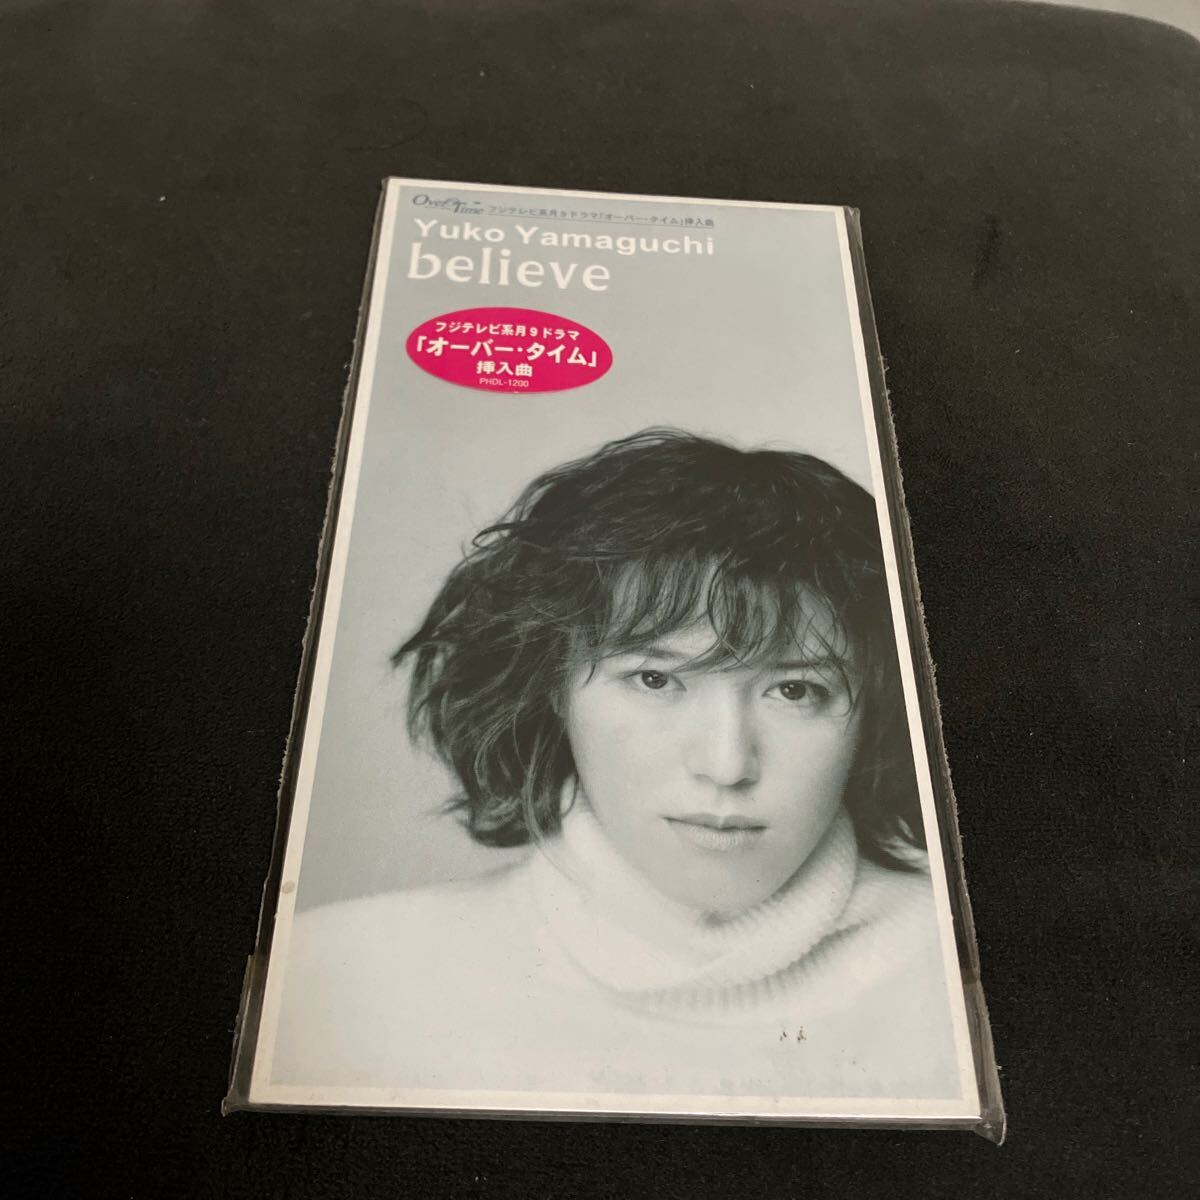 Over Time フジテレビ系月9ドラマ「オーバー・タイム」挿入曲
Yuko Yamaguchi
believe
フジテレビ系月9ドラマ
「オーバー・タイム」
挿入曲
PHDL-1200